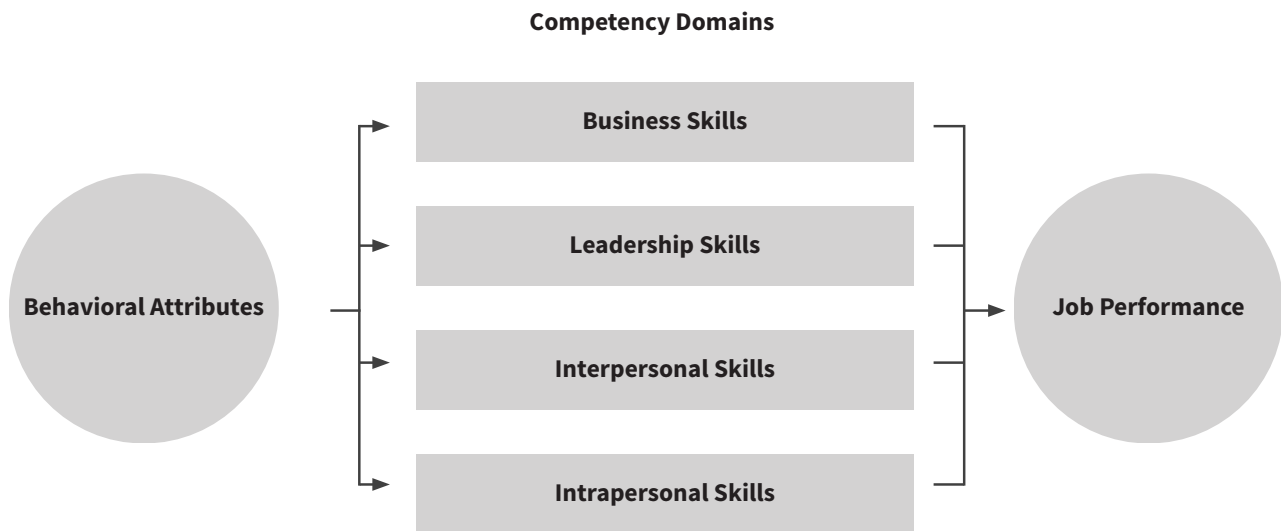 Competency Domains
Business Skills
Leadership Skills
Behavioral Attributes
Job Performance
Interpersonal Skills
Intrapersonal Skills